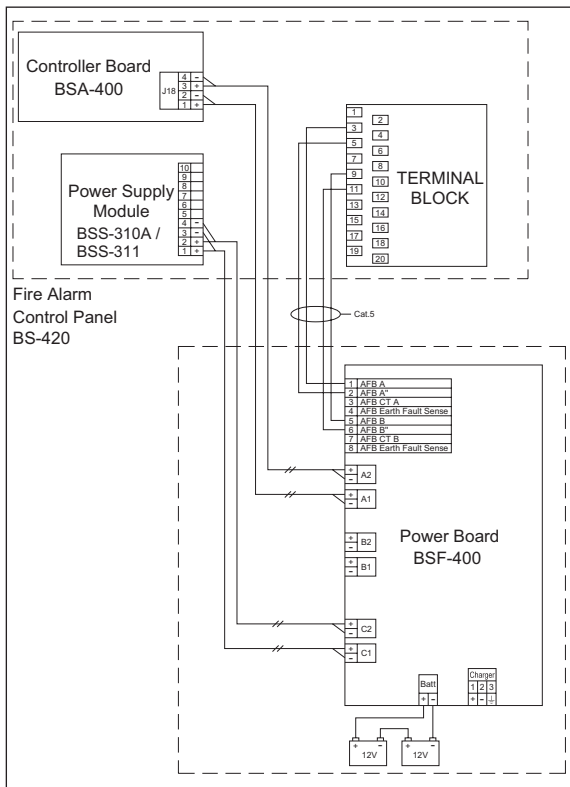 Controller Board
BSA-400
J18
4 -
3 +
2 -
1 +
Power Supply
Module
BSS-310A /
BSS-311
10
9
8
7
6
5
4 -
3 -
2 +
1 +
TERMINAL
BLOCK
1
2
3
4
5
6
7
8
9
10
11
12
13
14
15
16
17
18
19
20
Fire Alarm
Control Panel
BS-420
Cat.5
1 AFB A
2 AFB A"
3 AFB CT A
4 AFB Earth Fault Sense
5 AFB B
6 AFB B"
7 AFB CT B
8 AFB Earth Fault Sense
+
- A2
+
- A1
+
- B2
+
- B1
Power Board
BSF-400
+
- C2
+
- C1
Batt
+ -
Charger
1 2 3
+ -
+ -
12V
+ -
12V